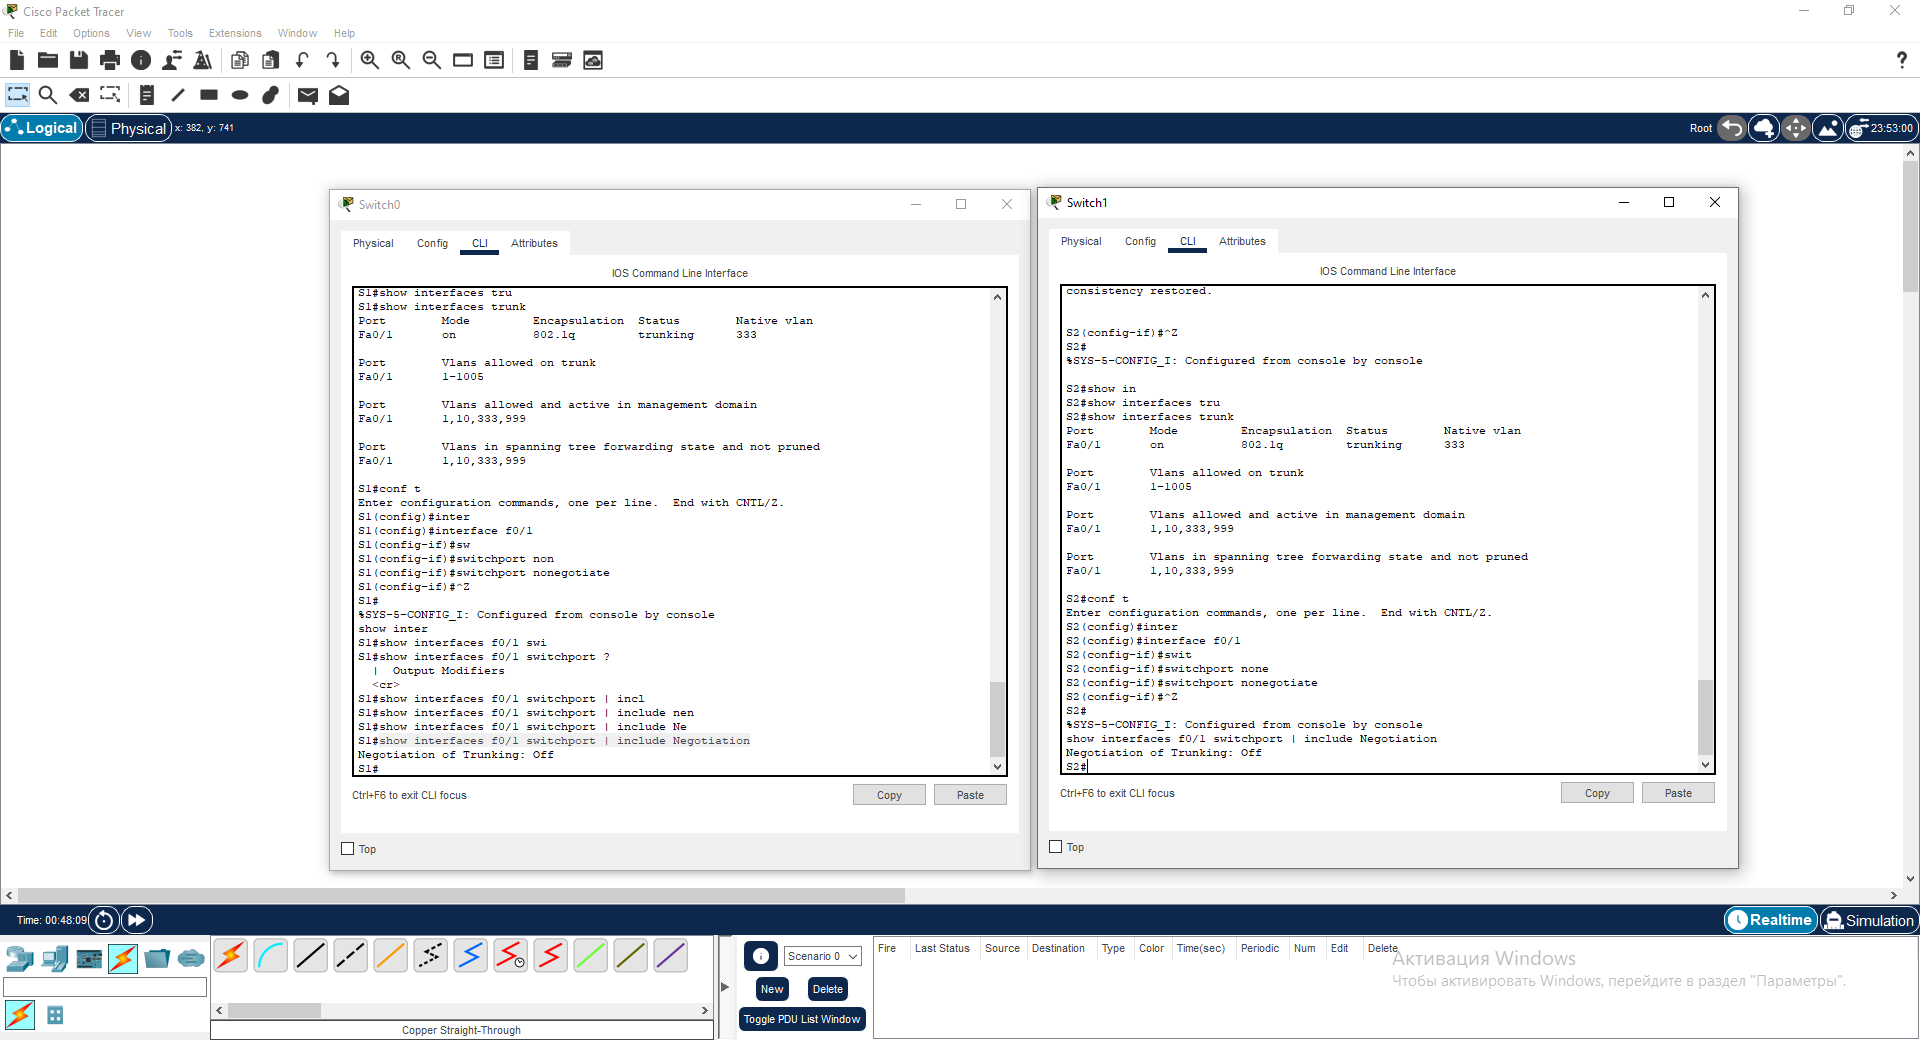 Cisco Packet Tracer
File Edit Options View Tools Extensions Window Help
Logical Physical x: 382, y: 741 Root 23:53:00
Switch0
Physical Config CLI Attributes
IOS Command Line Interface
S1#show interfaces tru
S1#show interfaces trunk
Port Mode Encapsulation Status Native vlan
Fa0/1 on 802.1q trunking 333
Port Vlans allowed on trunk
Fa0/1 1-1005
Port Vlans allowed and active in management domain
Fa0/1 1,10,333,999
Port Vlans in spanning tree forwarding state and not pruned
Fa0/1 1,10,333,999
S1#conf t
Enter configuration commands, one per line. End with CNTL/Z.
S1(config)#inter
S1(config)#interface f0/1
S1(config-if)#sw
S1(config-if)#switchport non
S1(config-if)#switchport nonegotiate
S1(config-if)#^Z
S1#
%SYS-5-CONFIG_I: Configured from console by console
show inter
S1#show interfaces f0/1 swi
S1#show interfaces f0/1 switchport ?
| Output Modifiers
<cr>
S1#show interfaces f0/1 switchport | incl
S1#show interfaces f0/1 switchport | include nen
S1#show interfaces f0/1 switchport | include Ne
S1#show interfaces f0/1 switchport | include Negotiation
Negotiation of Trunking: Off
S1#
Ctrl+F6 to exit CLI focus
Copy Paste
Top
Switch1
Physical Config CLI Attributes
IOS Command Line Interface
consistency restored.
S2(config-if)#^Z
S2#
%SYS-5-CONFIG_I: Configured from console by console
S2#show in
S2#show interfaces tru
S2#show interfaces trunk
Port Mode Encapsulation Status Native vlan
Fa0/1 on 802.1q trunking 333
Port Vlans allowed on trunk
Fa0/1 1-1005
Port Vlans allowed and active in management domain
Fa0/1 1,10,333,999
Port Vlans in spanning tree forwarding state and not pruned
Fa0/1 1,10,333,999
S2#conf t
Enter configuration commands, one per line. End with CNTL/Z.
S2(config)#inter
S2(config)#interface f0/1
S2(config-if)#swit
S2(config-if)#switchport none
S2(config-if)#switchport nonegotiate
S2(config-if)#^Z
S2#
%SYS-5-CONFIG_I: Configured from console by console
show interfaces f0/1 switchport | include Negotiation
Negotiation of Trunking: Off
S2#
Ctrl+F6 to exit CLI focus
Copy Paste
Top
Time: 00:48:09 Realtime Simulation
Scenario 0
New Delete
Toggle PDU List Window
Fire Last Status Source Destination Type Color Time(sec) Periodic Num Edit Delete
Активация Windows
Чтобы активировать Windows, перейдите в раздел "Параметры".
Copper Straight-Through